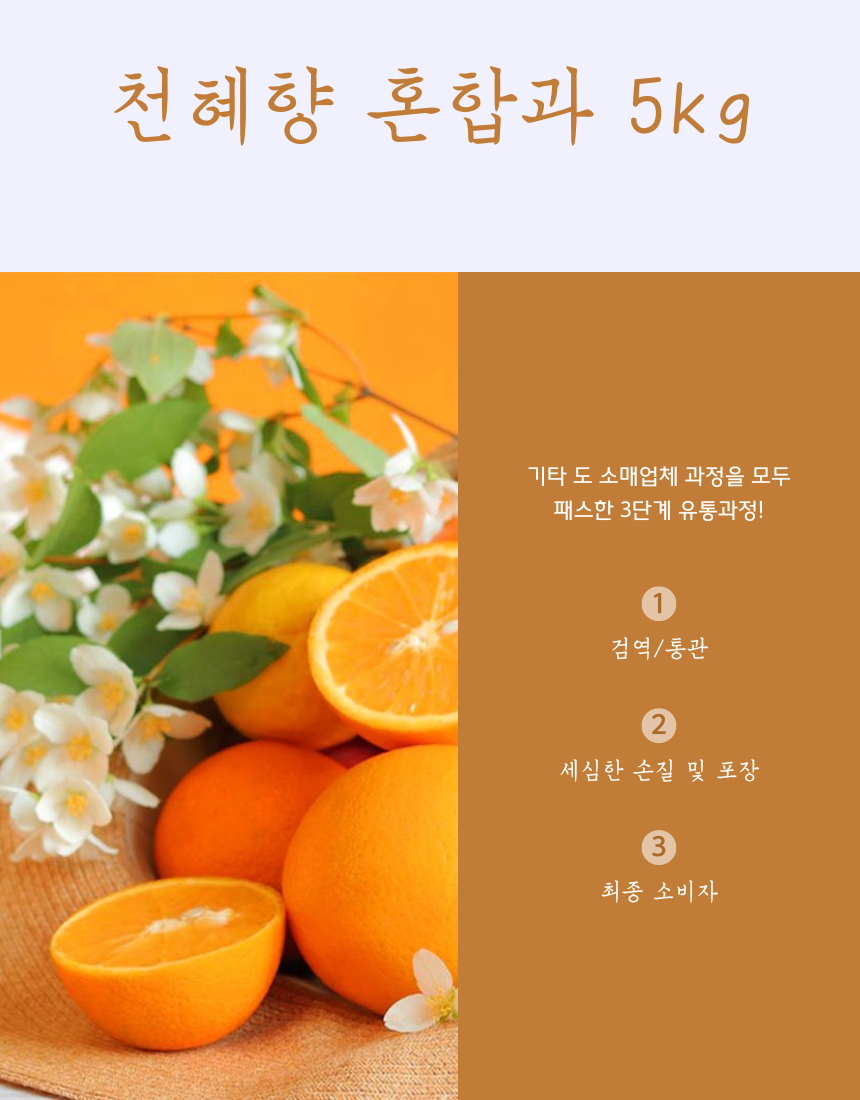 천혜향 혼합과 5kg
기타 도 소매업체 과정을 모두
패스한 3단계 유통과정!
1
검역/통관
2
세심한 손질 및 포장
3
최종 소비자